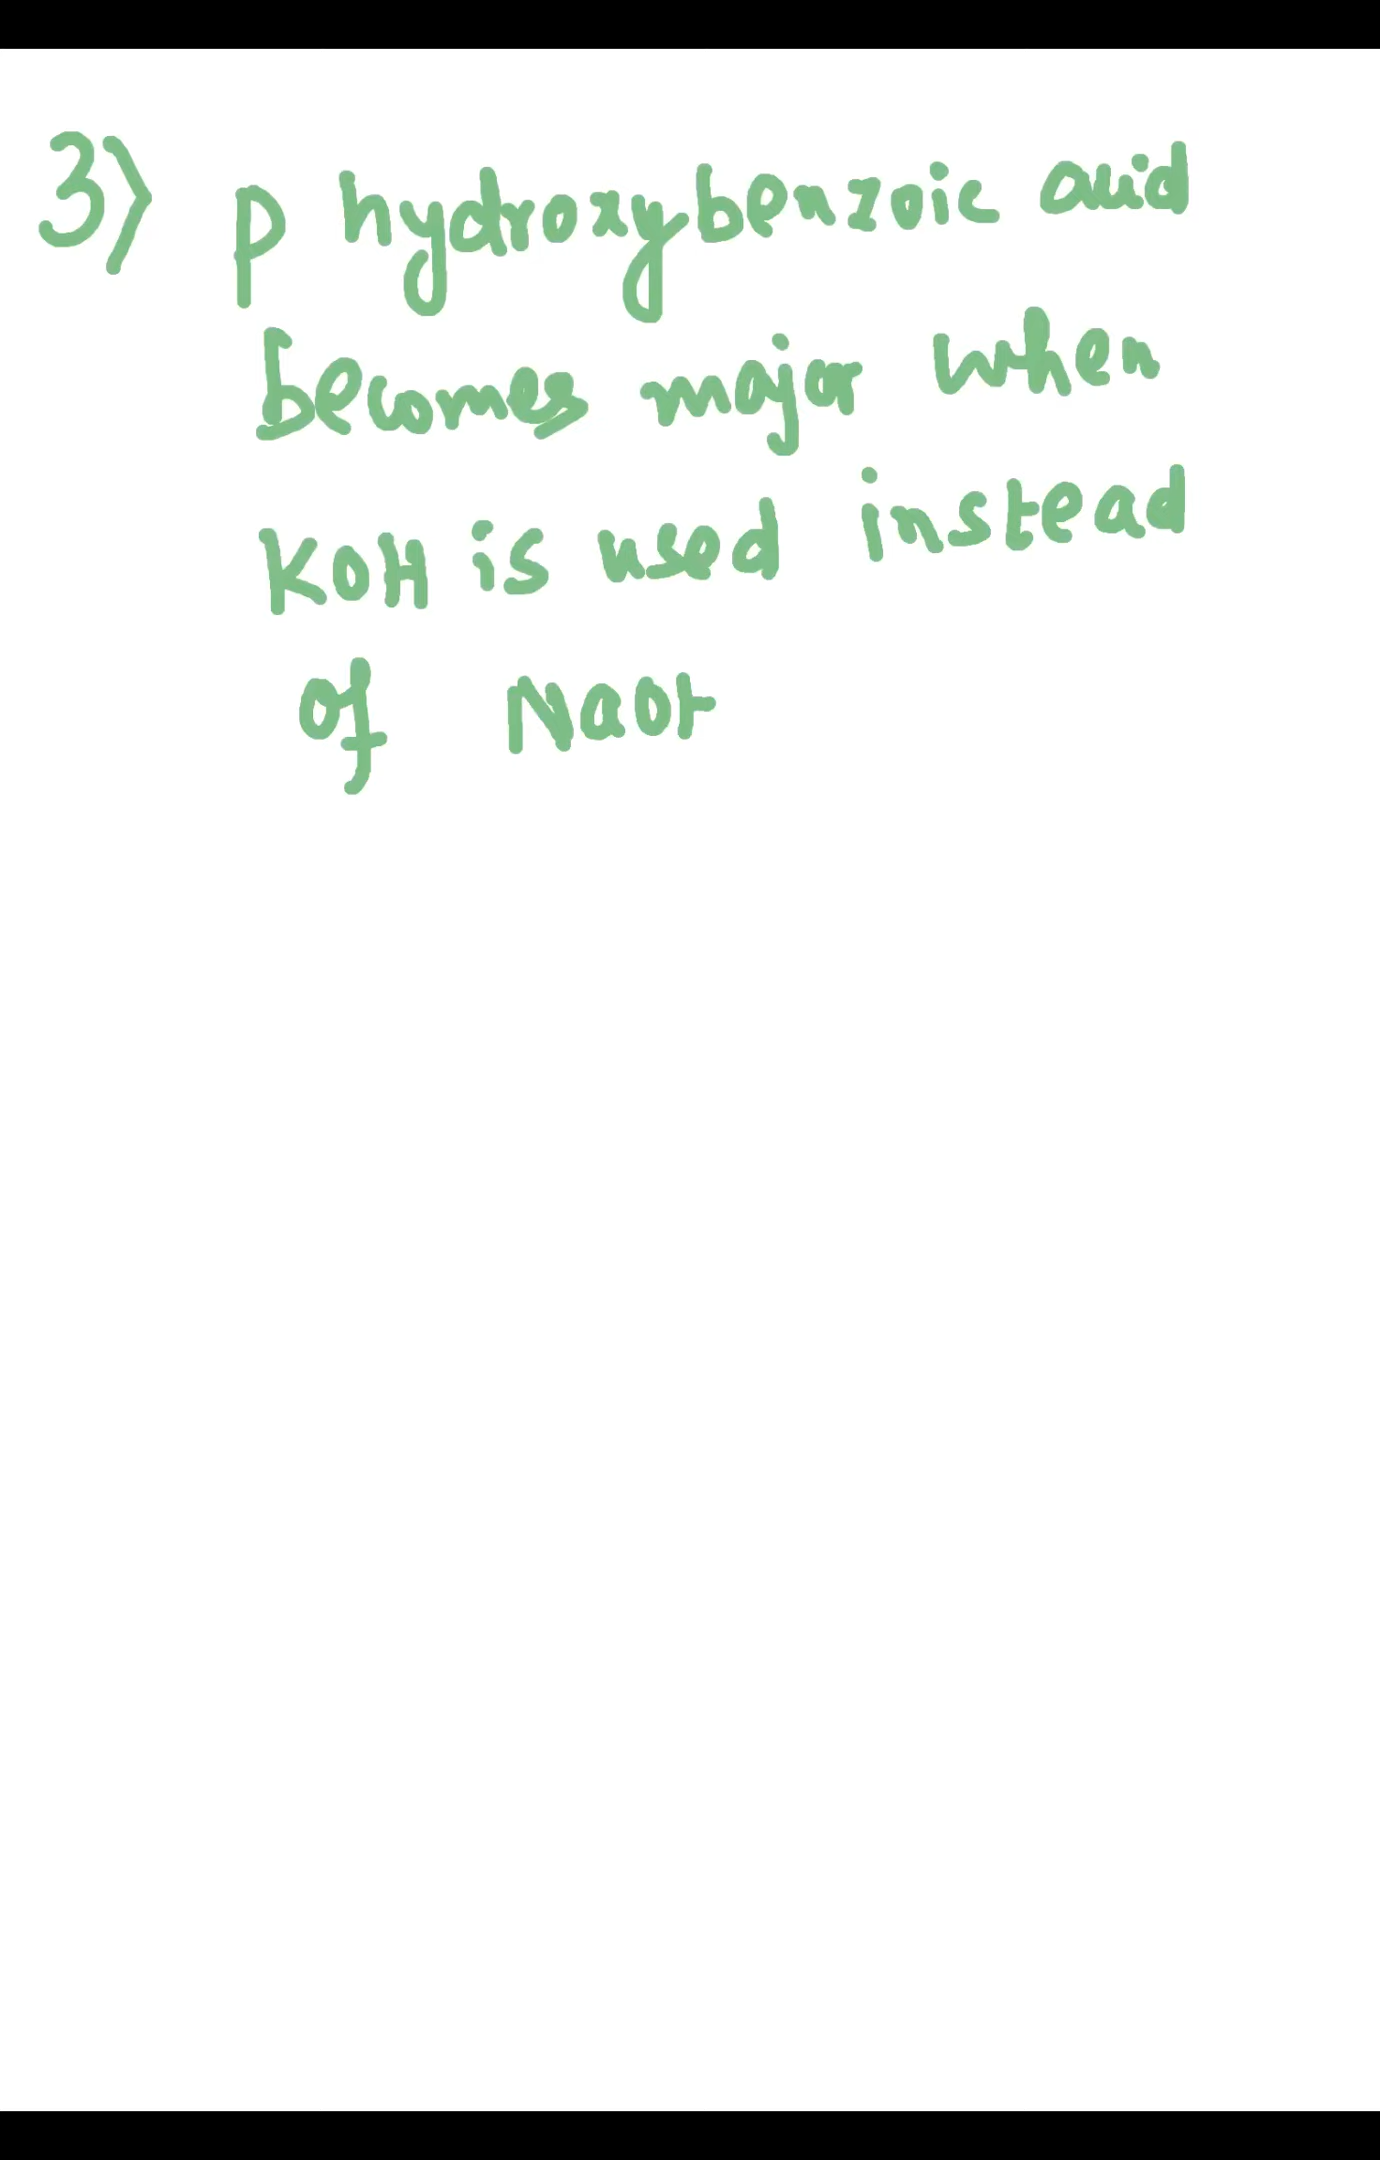 3) p hydroxybenzoic acid
becomes major when
KOH is used instead
of NaOH